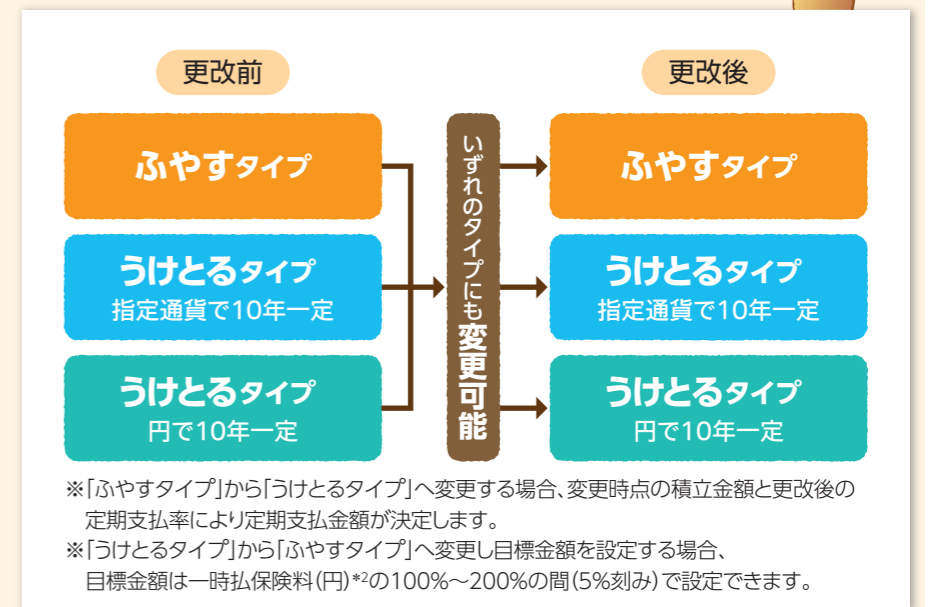 更改前
更改後
ふやすタイプ
うけとるタイプ
指定通貨で10年一定
うけとるタイプ
円で10年一定
いずれのタイプにも変更可能
ふやすタイプ
うけとるタイプ
指定通貨で10年一定
うけとるタイプ
円で10年一定
※「ふやすタイプ」から「うけとるタイプ」へ変更する場合、変更時点の積立金額と更改後の
定期支払率により定期支払金額が決定します。
※「うけとるタイプ」から「ふやすタイプ」へ変更し目標金額を設定する場合、
目標金額は一時払保険料(円)*2の100%〜200%の間(5%刻み)で設定できます。